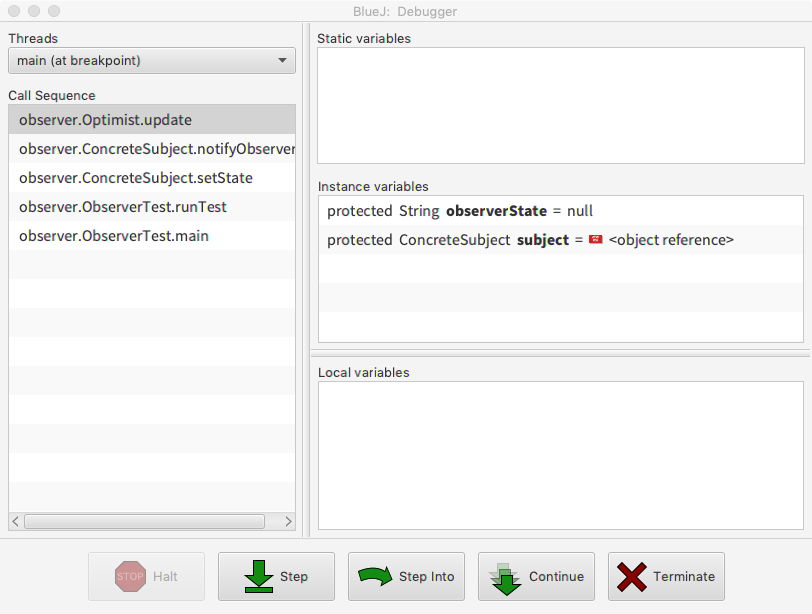 BlueJ: Debugger
Threads
main (at breakpoint)
Call Sequence
observer.Optimist.update
observer.ConcreteSubject.notifyObserver
observer.ConcreteSubject.setState
observer.ObserverTest.runTest
observer.ObserverTest.main
Static variables
Instance variables
protected String observerState = null
protected ConcreteSubject subject = <object reference>
Local variables
STOP Halt
Step
Step Into
Continue
Terminate